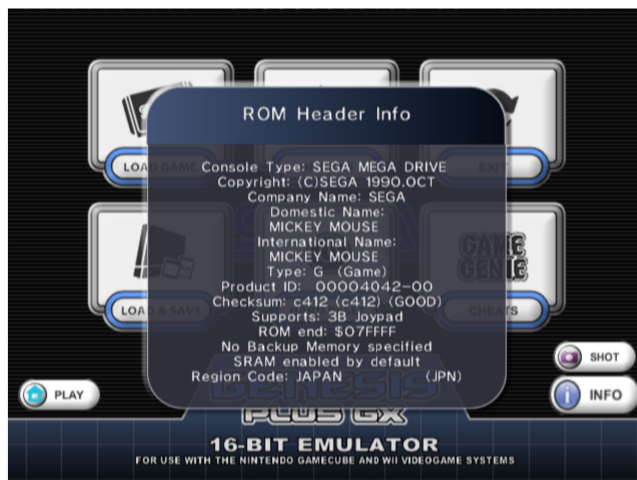 ROM Header Info
Console Type: SEGA MEGA DRIVE
Copyright: (C)SEGA 1990.OCT
Company Name: SEGA
Domestic Name:
MICKEY MOUSE
International Name:
MICKEY MOUSE
Type: G (Game)
Product ID: 00004042-00
Checksum: c412 (c412) (GOOD)
Supports: 3B Joypad
ROM end: $07FFFF
No Backup Memory specified
SRAM enabled by default
Region Code: JAPAN (JPN)
LOAD GAME
EXIT
LOAD & SAVE
GAME
GENIE
CHEATS
SHOT
PLAY
INFO
GENESIS
PLUS GX
16-BIT EMULATOR
FOR USE WITH THE NINTENDO GAMECUBE AND WII VIDEOGAME SYSTEMS